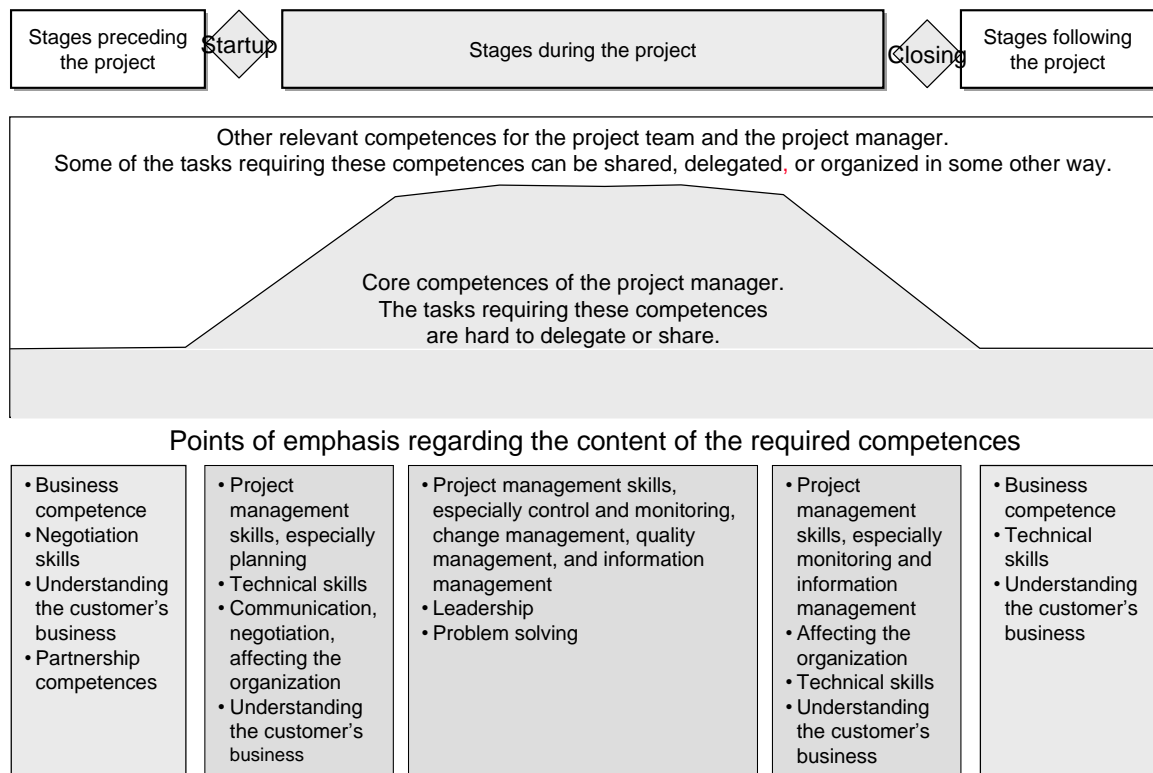 Stages preceding
the project
Startup
Stages during the project
Closing
Stages following
the project
Other relevant competences for the project team and the project manager.
Some of the tasks requiring these competences can be shared, delegated, or organized in some other way.
Core competences of the project manager.
The tasks requiring these competences
are hard to delegate or share.
Points of emphasis regarding the content of the required competences
• Business
competence
• Negotiation
skills
• Understanding
the customer’s
business
• Partnership
competences
• Project
management
skills, especially
planning
• Technical skills
• Communication,
negotiation,
affecting the
organization
• Understanding
the customer’s
business
• Project management skills,
especially control and monitoring,
change management, quality
management, and information
management
• Leadership
• Problem solving
• Project
management
skills, especially
monitoring and
information
management
• Affecting the
organization
• Technical skills
• Understanding
the customer’s
business
• Business
competence
• Technical
skills
• Understanding
the customer’s
business